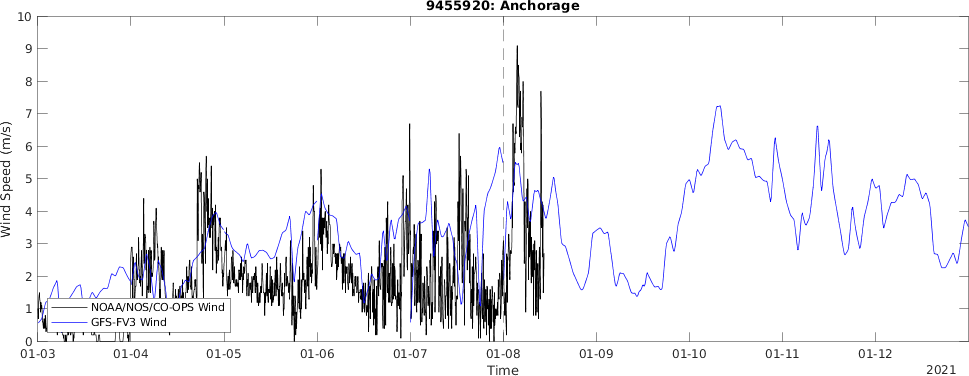 9455920: Anchorage
10
9
8
7
6
5
4
3
2
1
0
Wind Speed (m/s)
NOAA/NOS/CO-OPS Wind
GFS-FV3 Wind
01-03 01-04 01-05 01-06 01-07 01-08 01-09 01-10 01-11 01-12
Time
2021